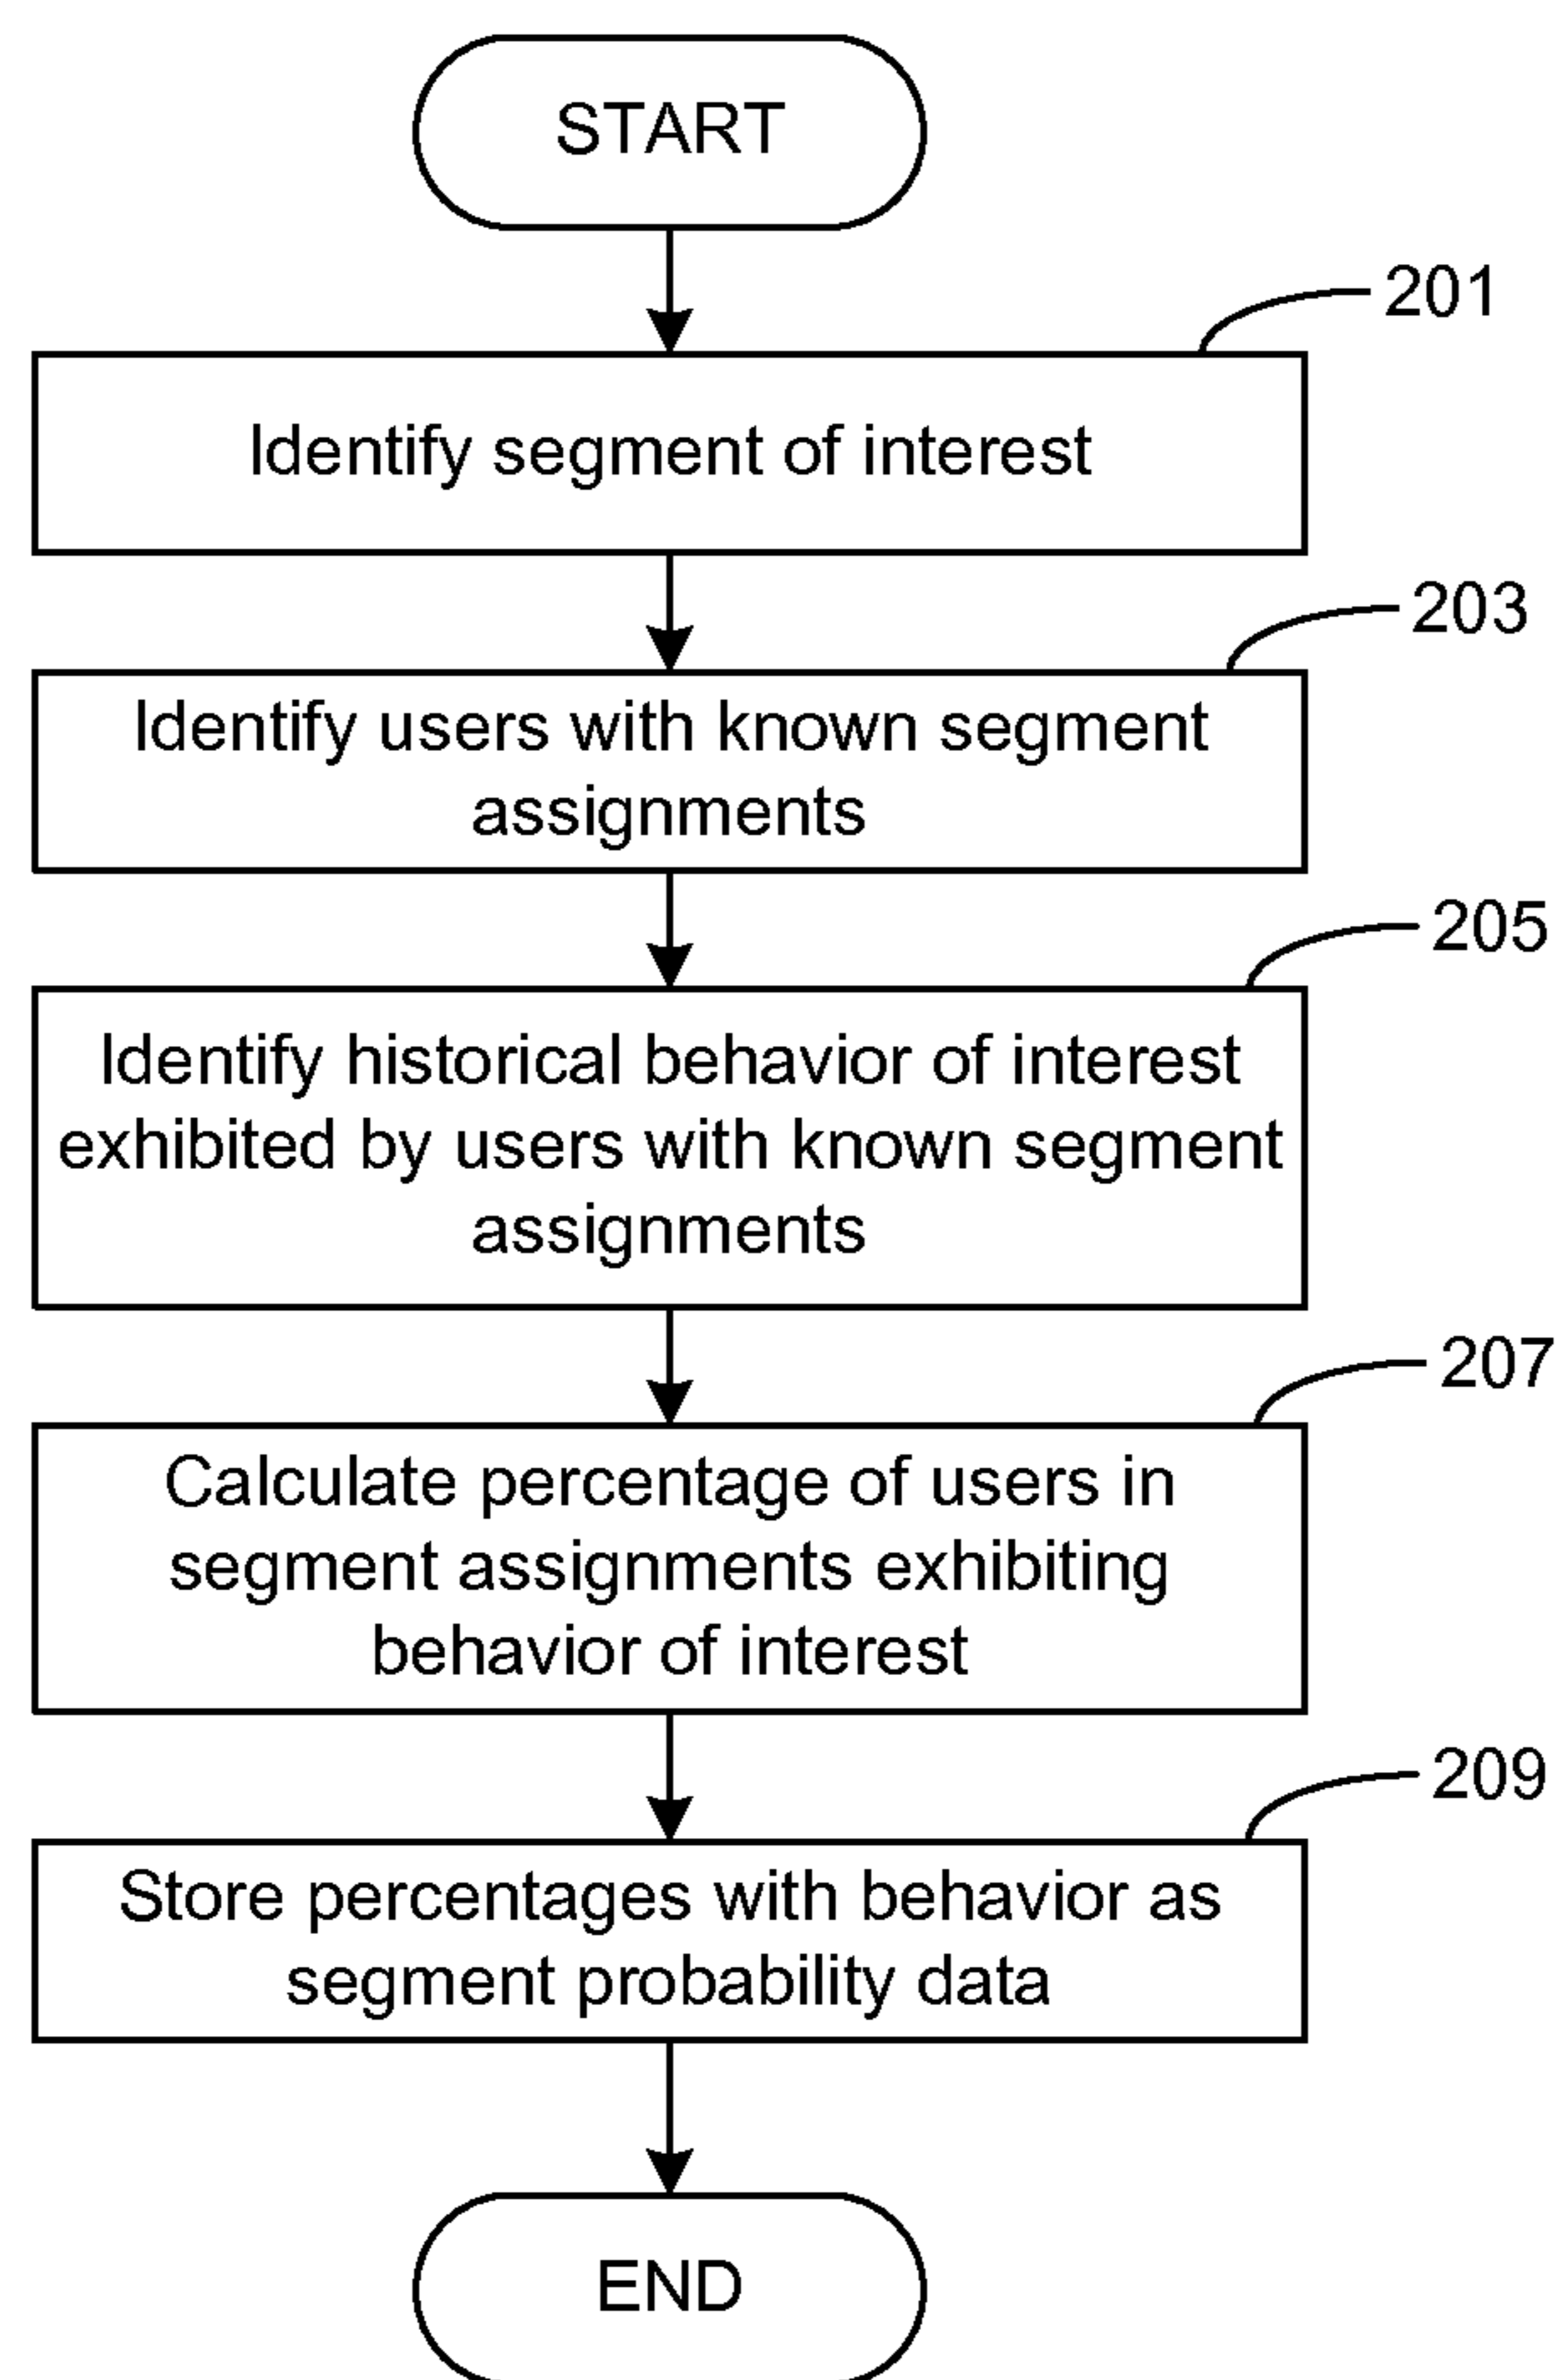 START
201
Identify segment of interest
203
Identify users with known segment
assignments
205
Identify historical behavior of interest
exhibited by users with known segment
assignments
207
Calculate percentage of users in
segment assignments exhibiting
behavior of interest
209
Store percentages with behavior as
segment probability data
END